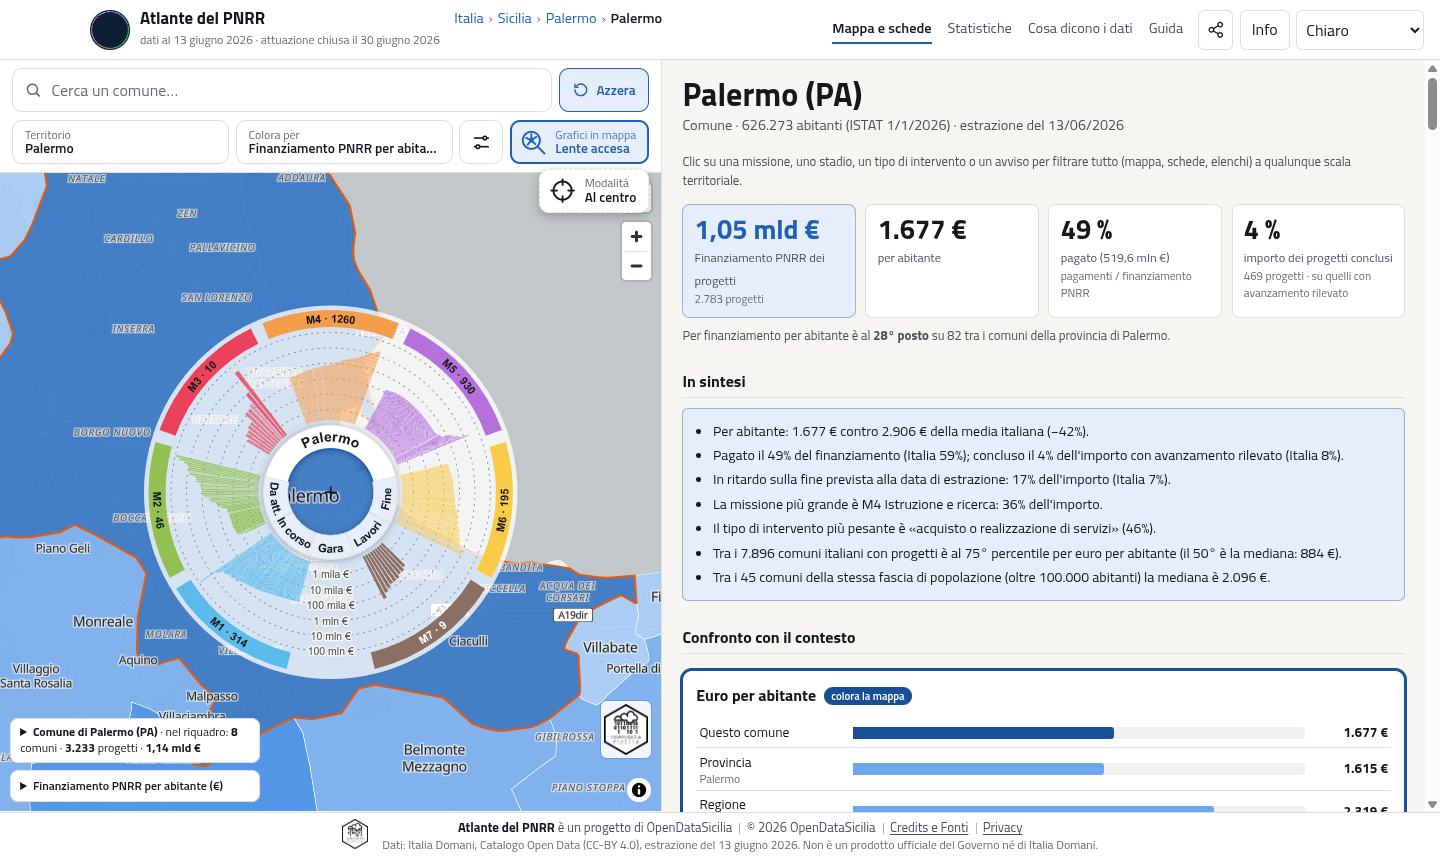 Atlante del PNRR
dati al 13 giugno 2026 · attuazione chiusa il 30 giugno 2026
Italia › Sicilia › Palermo › Palermo
Mappa e schede
Statistiche
Cosa dicono i dati
Guida
Info
Chiaro
Cerca un comune...
Azzera
Territorio
Palermo
Colora per
Finanziamento PNRR per abita...
Grafici in mappa
Lente accesa
Modalità
Al centro
NATALE
ADDAURA
ZEN
CARDILLO
PALLAVICINO
SAN LORENZO
INSERRA
BORGO NUOVO
M4 · 1260
M5 · 930
M6 · 195
M7 · 9
M1 · 314
M2 · 46
M3 · 10
Palermo
Da att.
In corso
Gara
Lavori
Fine
1 mila €
10 mila €
100 mila €
1 mln €
10 mln €
100 mln €
Piano Geli
Monreale
MOLARA
Aquino
Villaggio
Santa Rosalia
Malpasso
Villaciambra
ACQUA DEI
CORSARI
A19dir
Ciaculli
Villabate
Portella di
GIBILROSSA
Belmonte
Mezzagno
PIANO STOPPA
+
−
▶ Comune di Palermo (PA) · nel riquadro: 8
comuni · 3.233 progetti · 1,14 mld €
▶ Finanziamento PNRR per abitante (€)
Palermo (PA)
Comune · 626.273 abitanti (ISTAT 1/1/2026) · estrazione del 13/06/2026
Clic su una missione, uno stadio, un tipo di intervento o un avviso per filtrare tutto (mappa, schede, elenchi) a qualunque scala
territoriale.
1,05 mld €
Finanziamento PNRR dei
progetti
2.783 progetti
1.677 €
per abitante
49 %
pagato (519,6 mln €)
pagamenti / finanziamento
PNRR
4 %
importo dei progetti conclusi
469 progetti · su quelli con
avanzamento rilevato
Per finanziamento per abitante è al 28° posto su 82 tra i comuni della provincia di Palermo.
In sintesi
• Per abitante: 1.677 € contro 2.906 € della media italiana (−42%).
• Pagato il 49% del finanziamento (Italia 59%); concluso il 4% dell'importo con avanzamento rilevato (Italia 8%).
• In ritardo sulla fine prevista alla data di estrazione: 17% dell'importo (Italia 7%).
• La missione più grande è M4 Istruzione e ricerca: 36% dell'importo.
• Il tipo di intervento più pesante è «acquisto o realizzazione di servizi» (46%).
• Tra i 7.896 comuni italiani con progetti è al 75° percentile per euro per abitante (il 50° è la mediana: 884 €).
• Tra i 45 comuni della stessa fascia di popolazione (oltre 100.000 abitanti) la mediana è 2.096 €.
Confronto con il contesto
Euro per abitante
colora la mappa
Questo comune
1.677 €
Provincia
Palermo
1.615 €
Regione
2.319 €
Atlante del PNRR è un progetto di OpenDataSicilia | © 2026 OpenDataSicilia | Credits e Fonti | Privacy
Dati: Italia Domani, Catalogo Open Data (CC-BY 4.0), estrazione del 13 giugno 2026. Non è un prodotto ufficiale del Governo né di Italia Domani.